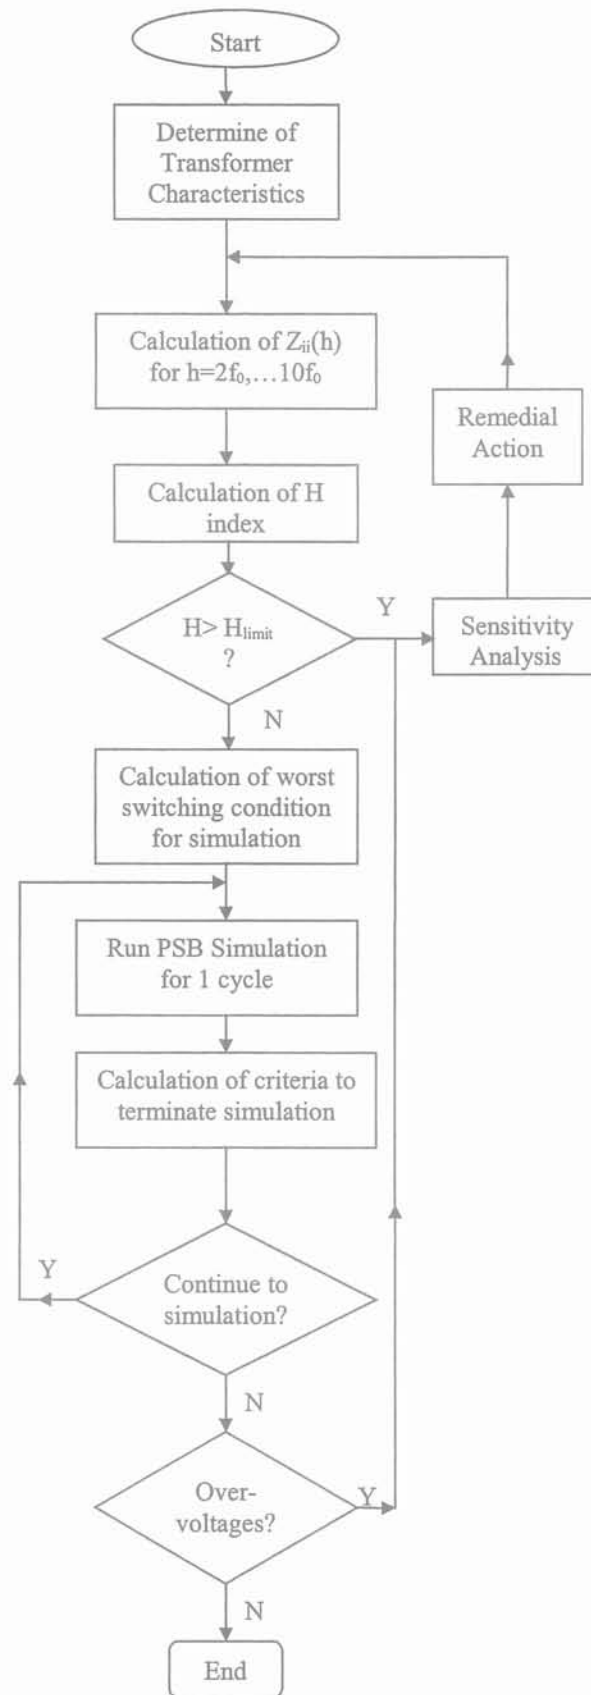 Start
Determine of
Transformer
Characteristics
Calculation of Zii(h)
for h=2f0,…10f0
Remedial
Action
Calculation of H
index
H> Hlimit
?
Y
Sensitivity
Analysis
N
Calculation of worst
switching condition
for simulation
Run PSB Simulation
for 1 cycle
Calculation of criteria to
terminate simulation
Y
Continue to
simulation?
N
Over-
voltages?
Y
N
End